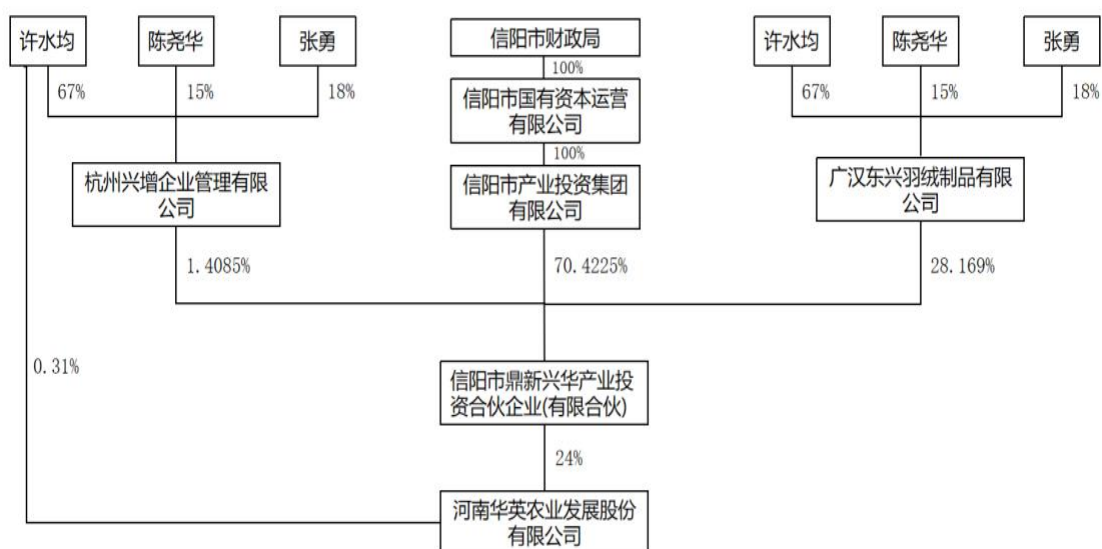 许水均
陈尧华
张勇
信阳市财政局
许水均
陈尧华
张勇
67%
15%
18%
100%
67%
15%
18%
信阳市国有资本运营
有限公司
100%
杭州兴增企业管理有限
公司
信阳市产业投资集团
有限公司
广汉东兴羽绒制品有限
公司
1.4085%
70.4225%
28.169%
0.31%
信阳市鼎新兴华产业投
资合伙企业(有限合伙)
24%
河南华英农业发展股份
有限公司